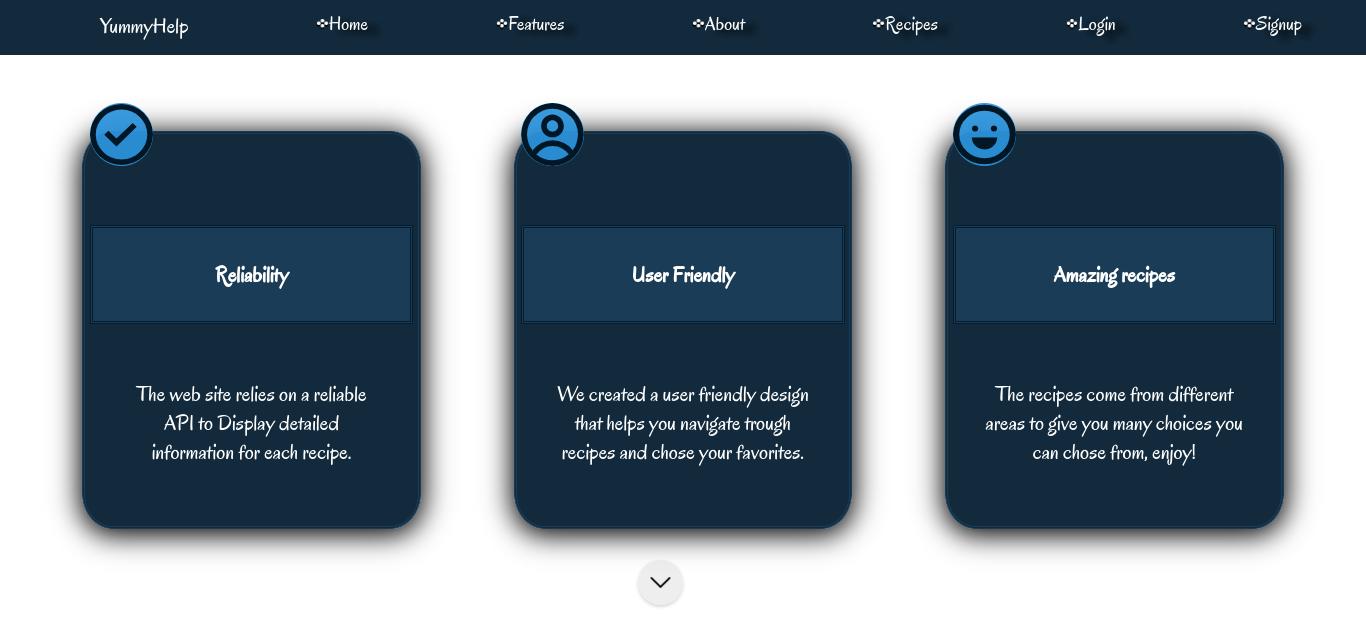 YummyHelp
Home
Features
About
Recipes
Login
Signup
Reliability
The web site relies on a reliable
API to Display detailed
information for each recipe.
User Friendly
We created a user friendly design
that helps you navigate trough
recipes and chose your favorites.
Amazing recipes
The recipes come from different
areas to give you many choices you
can chose from, enjoy!